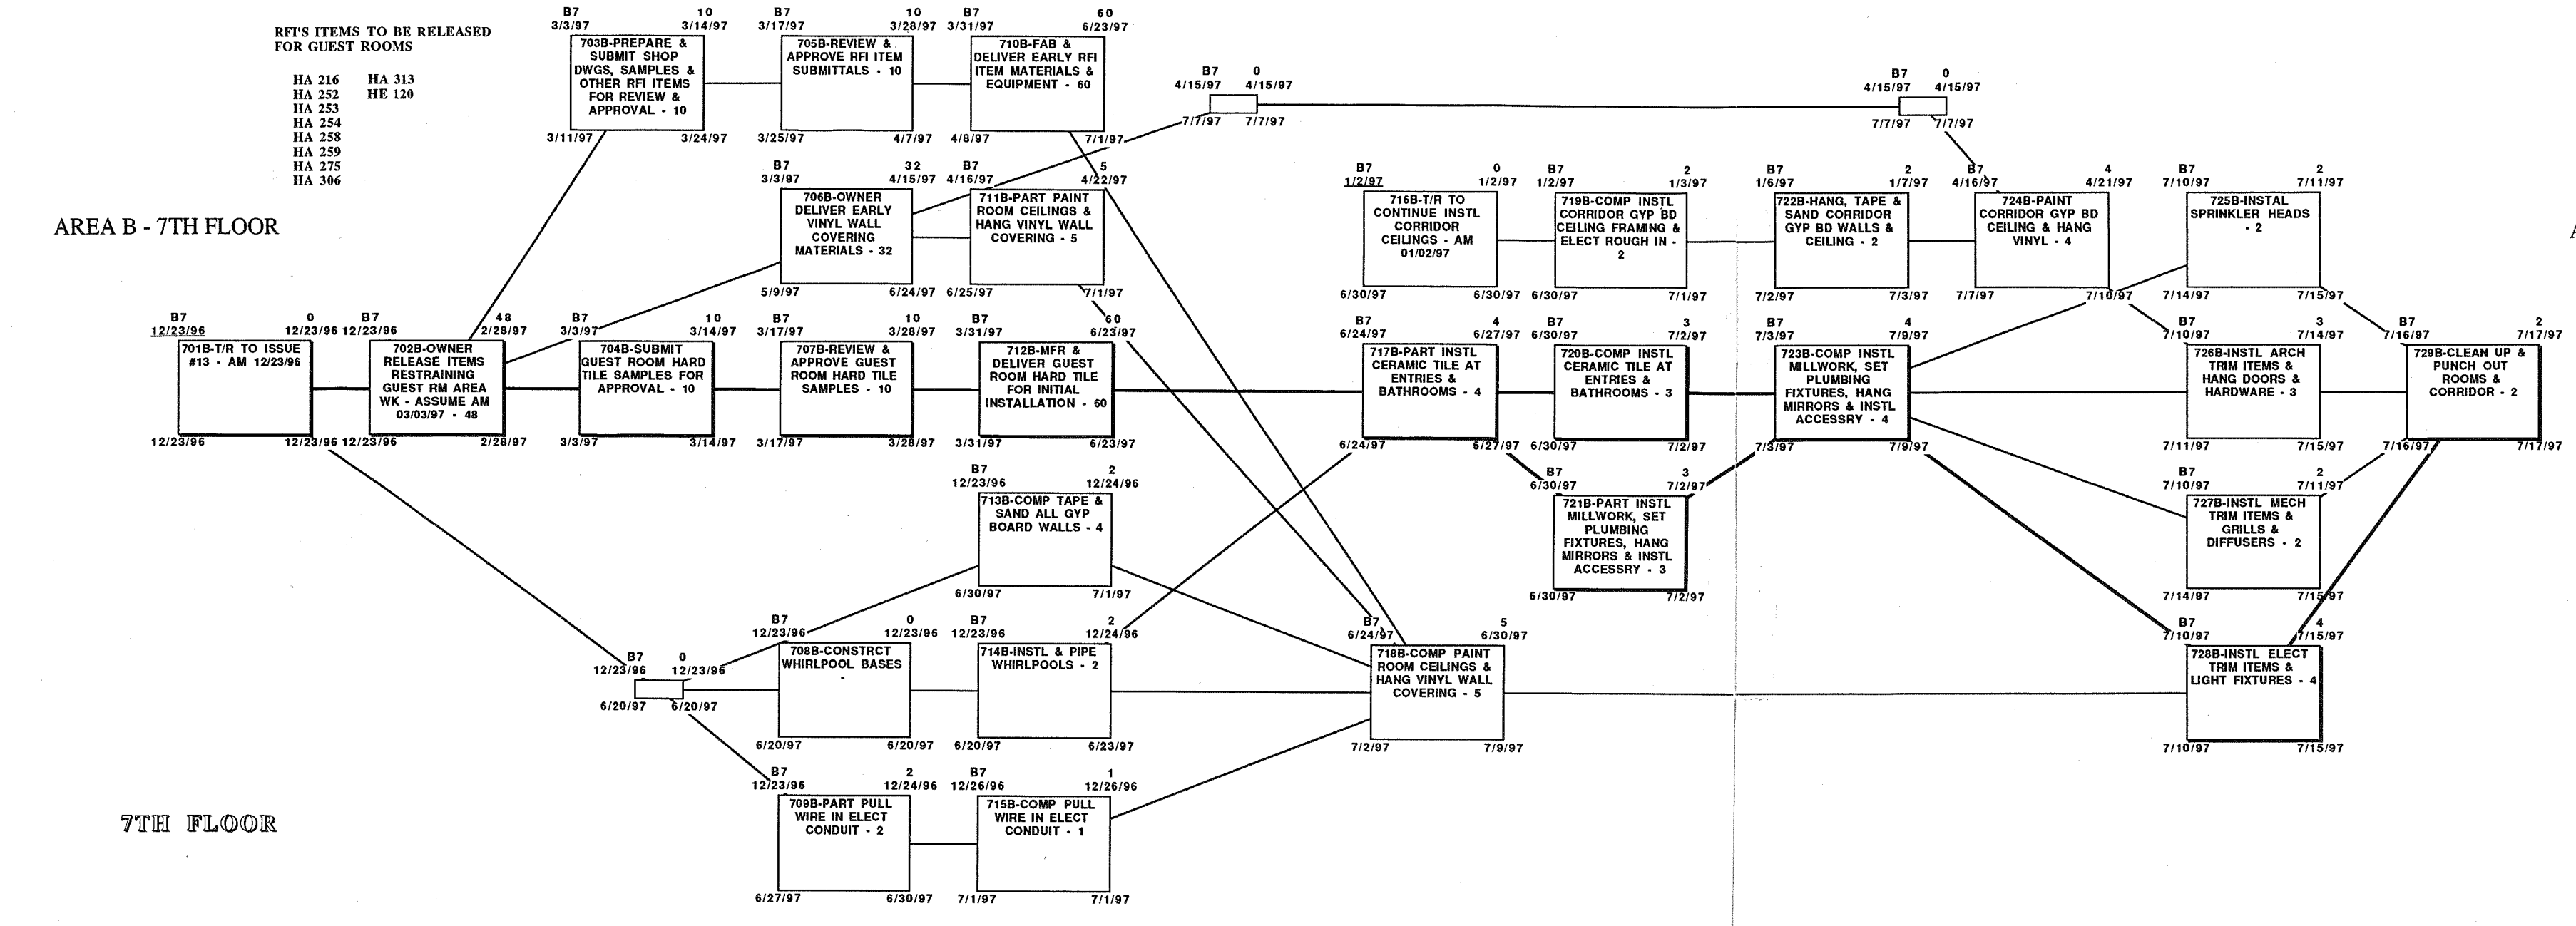 RFI'S ITEMS TO BE RELEASED
FOR GUEST ROOMS
HA 216 HA 313
HA 252 HE 120
HA 253
HA 254
HA 258
HA 259
HA 275
HA 306
AREA B - 7TH FLOOR
7TH FLOOR
B7 0
12/23/96 12/23/96
701B-T/R TO ISSUE
#13 - AM 12/23/96
12/23/96 12/23/96
B7 48
12/23/96 2/28/97
702B-OWNER
RELEASE ITEMS
RESTRAINING
GUEST RM AREA
WK - ASSUME AM
03/03/97 - 48
12/23/96 2/28/97
B7 10
3/3/97 3/14/97
703B-PREPARE &
SUBMIT SHOP
DWGS, SAMPLES &
OTHER RFI ITEMS
FOR REVIEW &
APPROVAL - 10
3/11/97 3/24/97
B7 10
3/3/97 3/14/97
704B-SUBMIT
GUEST ROOM HARD
TILE SAMPLES FOR
APPROVAL - 10
3/3/97 3/14/97
B7 10
3/17/97 3/28/97
705B-REVIEW &
APPROVE RFI ITEM
SUBMITTALS - 10
3/25/97 4/7/97
B7 32
3/3/97 4/15/97
706B-OWNER
DELIVER EARLY
VINYL WALL
COVERING
MATERIALS - 32
5/9/97 6/24/97
B7 10
3/17/97 3/28/97
707B-REVIEW &
APPROVE GUEST
ROOM HARD TILE
SAMPLES - 10
3/17/97 3/28/97
B7 0
12/23/96 12/23/96
6/20/97 6/20/97
B7 0
12/23/96 12/23/96
708B-CONSTRCT
WHIRLPOOL BASES
-
6/20/97 6/20/97
B7 2
12/23/96 12/24/96
709B-PART PULL
WIRE IN ELECT
CONDUIT - 2
6/27/97 6/30/97
B7 60
3/31/97 6/23/97
710B-FAB &
DELIVER EARLY RFI
ITEM MATERIALS &
EQUIPMENT - 60
4/8/97 7/1/97
B7 5
4/16/97 4/22/97
711B-PART PAINT
ROOM CEILINGS &
HANG VINYL WALL
COVERING - 5
6/25/97 7/1/97
B7 60
3/31/97 6/23/97
712B-MFR &
DELIVER GUEST
ROOM HARD TILE
FOR INITIAL
INSTALLATION - 60
3/31/97 6/23/97
B7 2
12/23/96 12/24/96
713B-COMP TAPE &
SAND ALL GYP
BOARD WALLS - 4
6/30/97 7/1/97
B7 2
12/23/96 12/24/96
714B-INSTL & PIPE
WHIRLPOOLS - 2
6/20/97 6/23/97
B7 1
12/26/96 12/26/96
715B-COMP PULL
WIRE IN ELECT
CONDUIT - 1
7/1/97 7/1/97
B7 0
4/15/97 4/15/97
7/7/97 7/7/97
B7 0
1/2/97 1/2/97
716B-T/R TO
CONTINUE INSTL
CORRIDOR
CEILINGS - AM
01/02/97
6/30/97 6/30/97
B7 4
6/24/97 6/27/97
717B-PART INSTL
CERAMIC TILE AT
ENTRIES &
BATHROOMS - 4
6/24/97 6/27/97
B7 5
6/24/97 6/30/97
718B-COMP PAINT
ROOM CEILINGS &
HANG VINYL WALL
COVERING - 5
7/2/97 7/9/97
B7 2
1/2/97 1/3/97
719B-COMP INSTL
CORRIDOR GYP BD
CEILING FRAMING &
ELECT ROUGH IN -
2
6/30/97 7/1/97
B7 3
6/30/97 7/2/97
720B-COMP INSTL
CERAMIC TILE AT
ENTRIES &
BATHROOMS - 3
6/30/97 7/2/97
B7 3
6/30/97 7/2/97
721B-PART INSTL
MILLWORK, SET
PLUMBING
FIXTURES, HANG
MIRRORS & INSTL
ACCESSRY - 3
6/30/97 7/2/97
B7 2
1/6/97 1/7/97
722B-HANG, TAPE &
SAND CORRIDOR
GYP BD WALLS &
CEILING - 2
7/2/97 7/3/97
B7 4
7/3/97 7/9/97
723B-COMP INSTL
MILLWORK, SET
PLUMBING
FIXTURES, HANG
MIRRORS & INSTL
ACCESSRY - 4
7/3/97 7/9/97
B7 0
4/15/97 4/15/97
7/7/97 7/7/97
B7 4
4/16/97 4/21/97
724B-PAINT
CORRIDOR GYP BD
CEILING & HANG
VINYL - 4
7/7/97 7/10/97
B7 2
7/10/97 7/11/97
725B-INSTAL
SPRINKLER HEADS
- 2
7/14/97 7/15/97
B7 3
7/10/97 7/14/97
726B-INSTL ARCH
TRIM ITEMS &
HANG DOORS &
HARDWARE - 3
7/11/97 7/15/97
B7 2
7/10/97 7/11/97
727B-INSTL MECH
TRIM ITEMS &
GRILLS &
DIFFUSERS - 2
7/14/97 7/15/97
B7 4
7/10/97 7/15/97
728B-INSTL ELECT
TRIM ITEMS &
LIGHT FIXTURES - 4
7/10/97 7/15/97
B7 2
7/16/97 7/17/97
729B-CLEAN UP &
PUNCH OUT
ROOMS &
CORRIDOR - 2
7/16/97 7/17/97